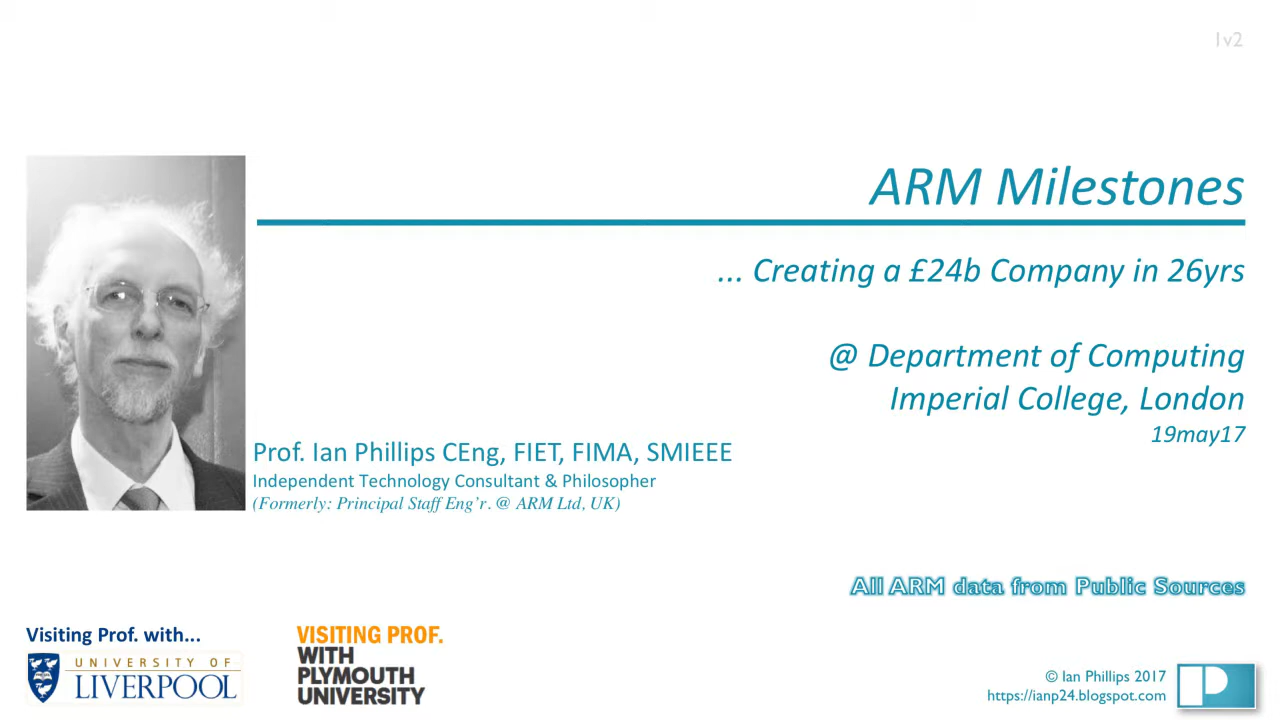 1v2
ARM Milestones
... Creating a £24b Company in 26yrs
@ Department of Computing
Imperial College, London
19may17
Prof. Ian Phillips CEng, FIET, FIMA, SMIEEE
Independent Technology Consultant & Philosopher
(Formerly: Principal Staff Eng’r. @ ARM Ltd, UK)
All ARM data from Public Sources
Visiting Prof. with...
UNIVERSITY OF
LIVERPOOL
VISITING PROF.
WITH
PLYMOUTH
UNIVERSITY
© Ian Phillips 2017
https://ianp24.blogspot.com
P